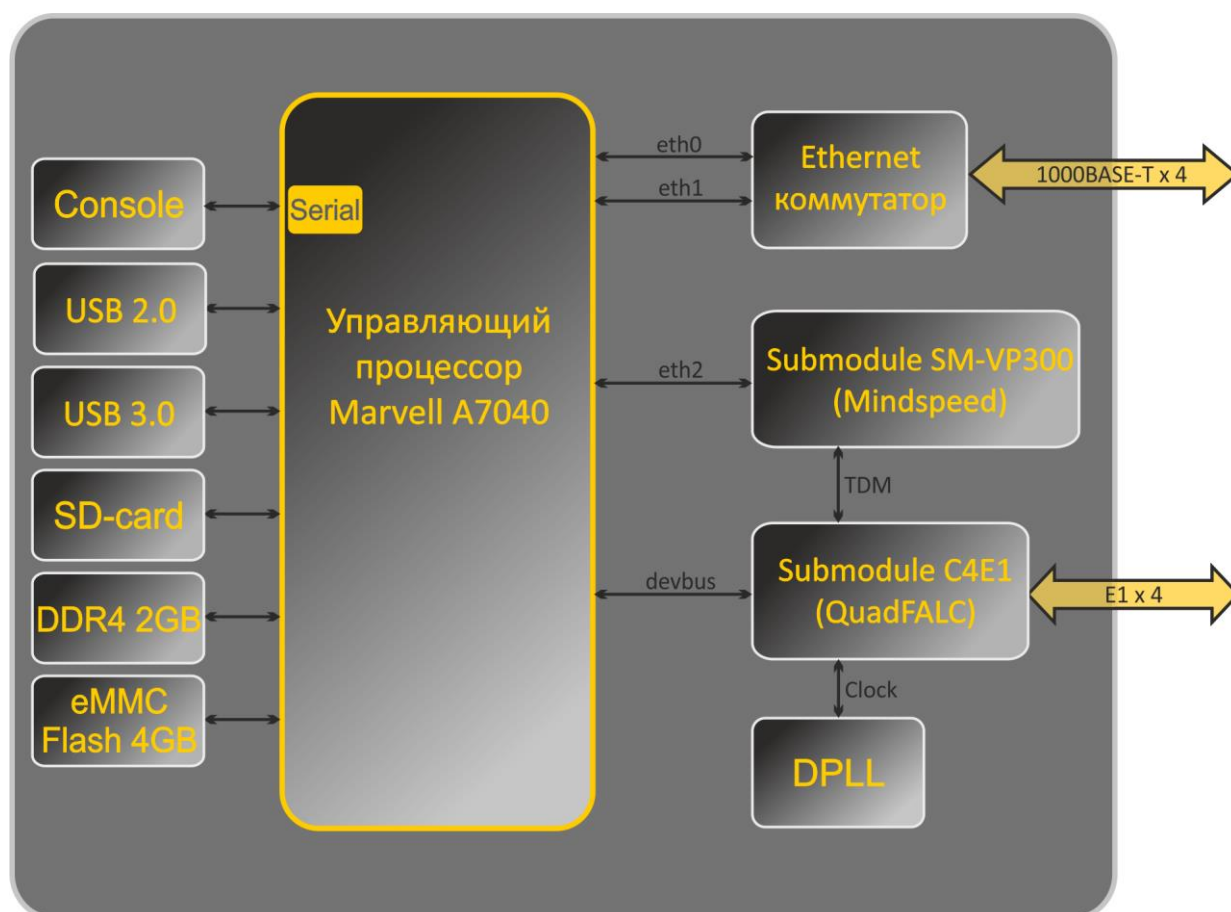 Console
Serial
USB 2.0
USB 3.0
SD-card
DDR4 2GB
eMMC
Flash 4GB
Управляющий
процессор
Marvell A7040
eth0
eth1
eth2
devbus
Ethernet
коммутатор
1000BASE-T x 4
Submodule SM-VP300
(Mindspeed)
TDM
Submodule C4E1
(QuadFALC)
E1 x 4
Clock
DPLL